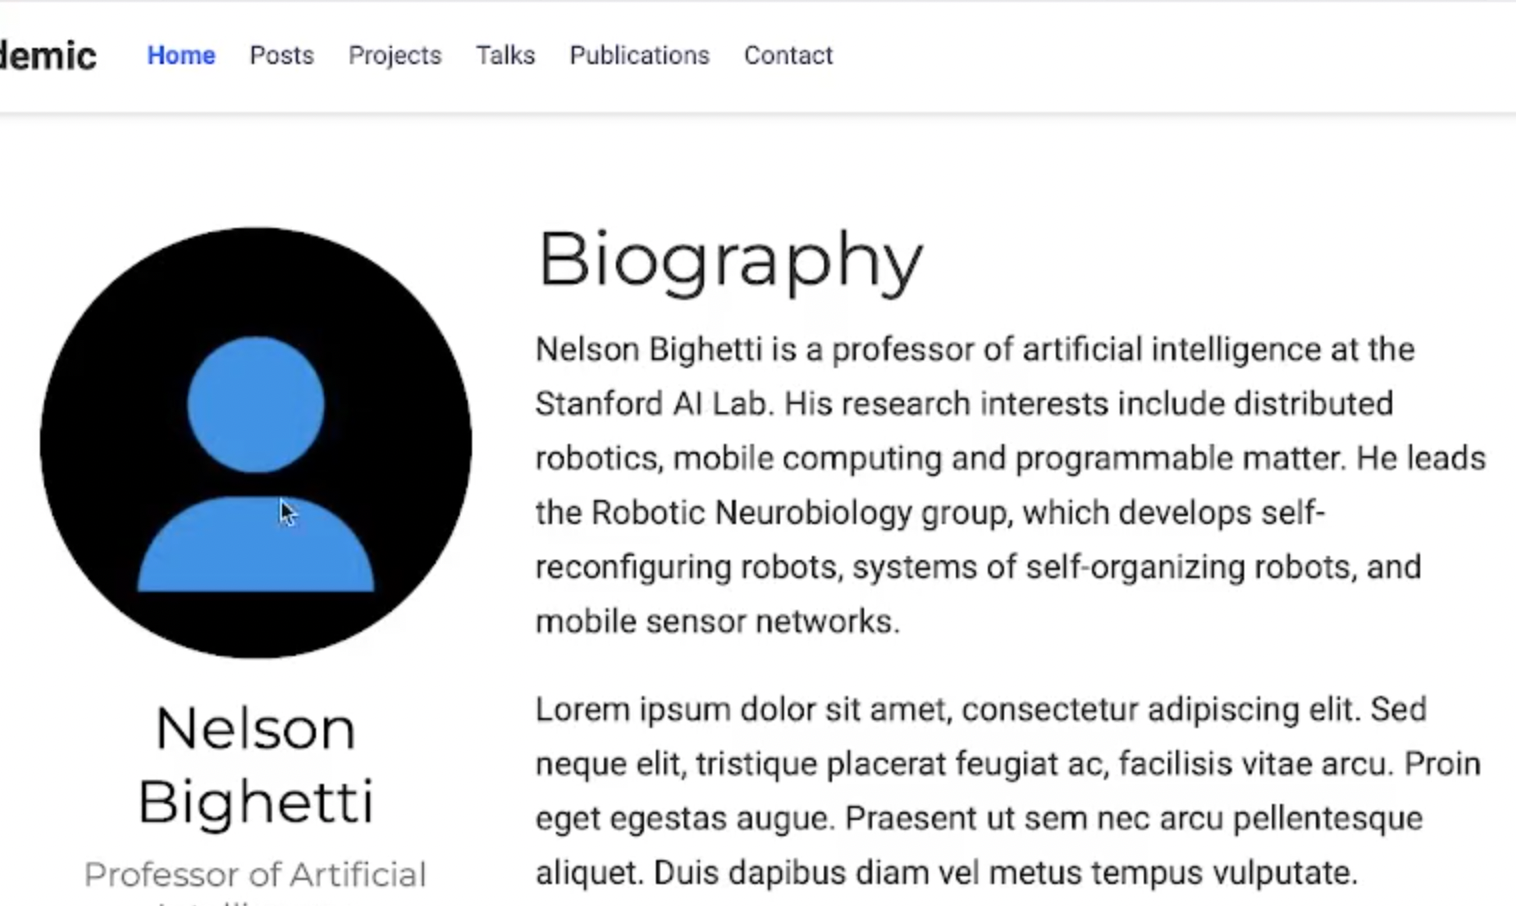 Home Posts Projects Talks Publications Contact
Biography
Nelson Bighetti is a professor of artificial intelligence at the
Stanford AI Lab. His research interests include distributed
robotics, mobile computing and programmable matter. He leads
the Robotic Neurobiology group, which develops self-
reconfiguring robots, systems of self-organizing robots, and
mobile sensor networks.
Lorem ipsum dolor sit amet, consectetur adipiscing elit. Sed
neque elit, tristique placerat feugiat ac, facilisis vitae arcu. Proin
eget egestas augue. Praesent ut sem nec arcu pellentesque
aliquet. Duis dapibus diam vel metus tempus vulputate.
Nelson
Bighetti
Professor of Artificial